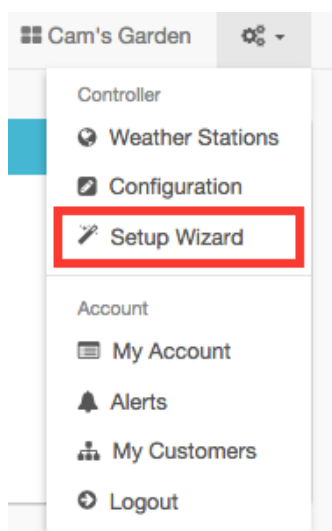 Cam's Garden
Controller
Weather Stations
Configuration
Setup Wizard
Account
My Account
Alerts
My Customers
Logout